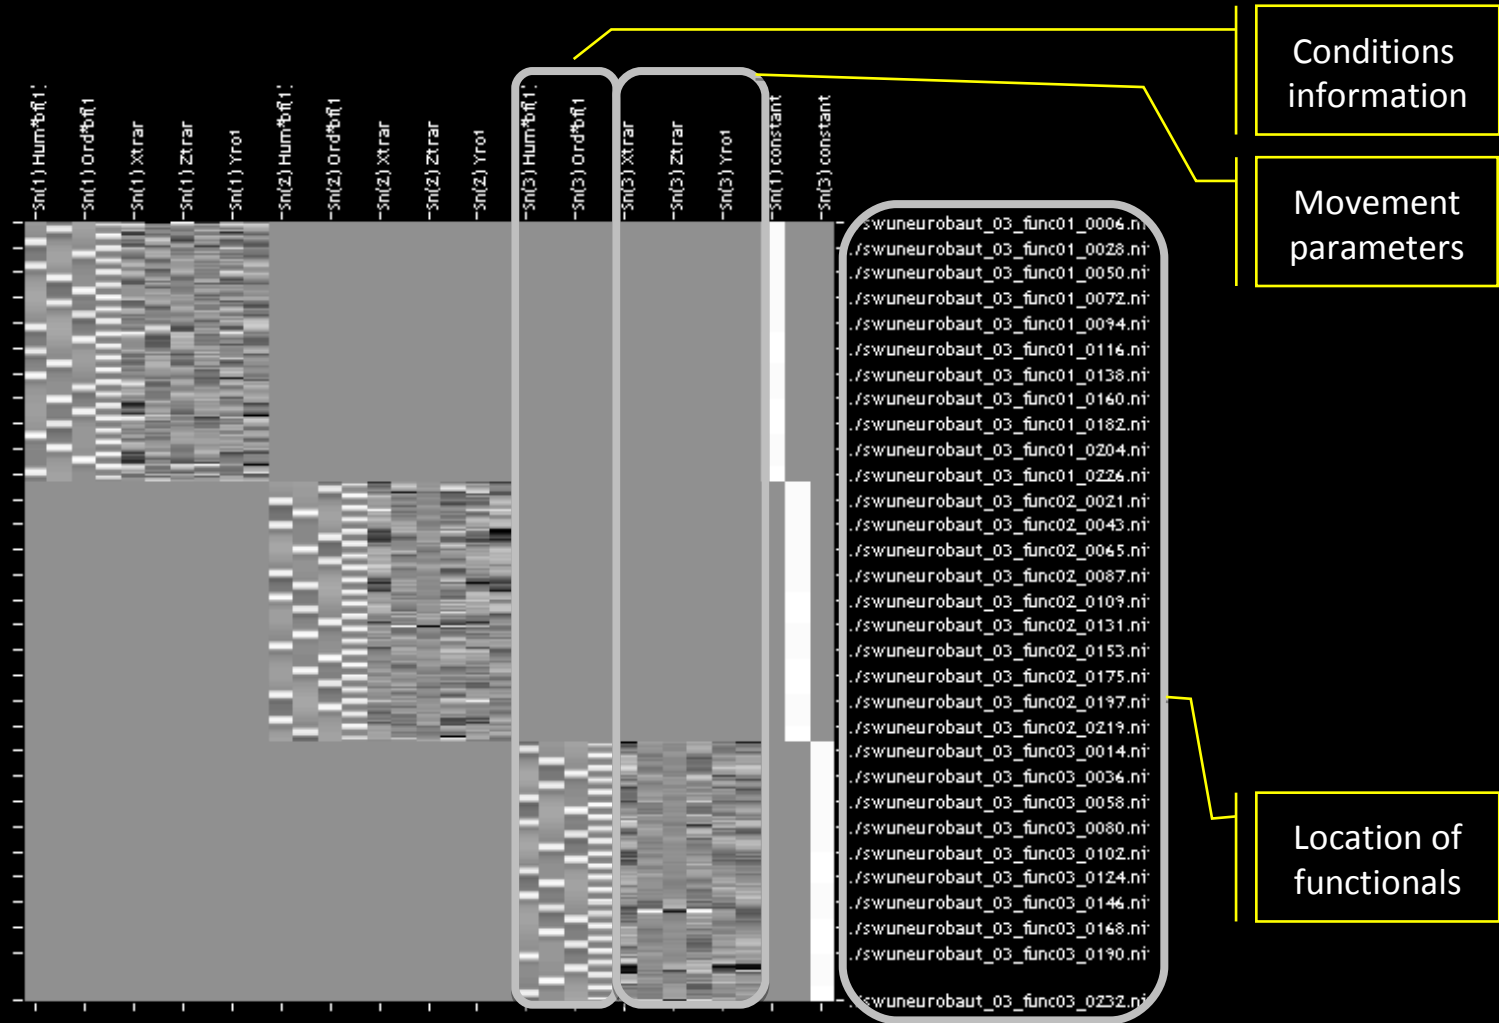 Conditions
information
Movement
parameters
Location of
functionals
Sn(1) Hum*bf(1)
Sn(1) Ord*bf(1
Sn(1) Xtrar
Sn(1) Ztrar
Sn(1) Yrot
Sn(2) Hum*bf(1)
Sn(2) Ord*bf(1
Sn(2) Xtrar
Sn(2) Ztrar
Sn(2) Yrot
Sn(3) Hum*bf(1)
Sn(3) Ord*bf(1
Sn(3) Xtrar
Sn(3) Ztrar
Sn(3) Yrot
Sn(1) constant
Sn(3) constant
/swuneurobaut_03_func01_0006.ni
./swuneurobaut_03_func01_0028.ni
./swuneurobaut_03_func01_0050.ni
./swuneurobaut_03_func01_0072.ni
./swuneurobaut_03_func01_0094.ni
./swuneurobaut_03_func01_0116.ni
./swuneurobaut_03_func01_0138.ni
./swuneurobaut_03_func01_0160.ni
./swuneurobaut_03_func01_0182.ni
./swuneurobaut_03_func01_0204.ni
./swuneurobaut_03_func01_0226.ni
./swuneurobaut_03_func02_0021.ni
./swuneurobaut_03_func02_0043.ni
./swuneurobaut_03_func02_0065.ni
./swuneurobaut_03_func02_0087.ni
./swuneurobaut_03_func02_0109.ni
./swuneurobaut_03_func02_0131.ni
./swuneurobaut_03_func02_0153.ni
./swuneurobaut_03_func02_0175.ni
./swuneurobaut_03_func02_0197.ni
./swuneurobaut_03_func02_0219.ni
./swuneurobaut_03_func03_0014.ni
./swuneurobaut_03_func03_0036.ni
./swuneurobaut_03_func03_0058.ni
./swuneurobaut_03_func03_0080.ni
./swuneurobaut_03_func03_0102.ni
./swuneurobaut_03_func03_0124.ni
./swuneurobaut_03_func03_0146.ni
./swuneurobaut_03_func03_0168.ni
./swuneurobaut_03_func03_0190.ni
/swuneurobaut_03_func03_0232.ni